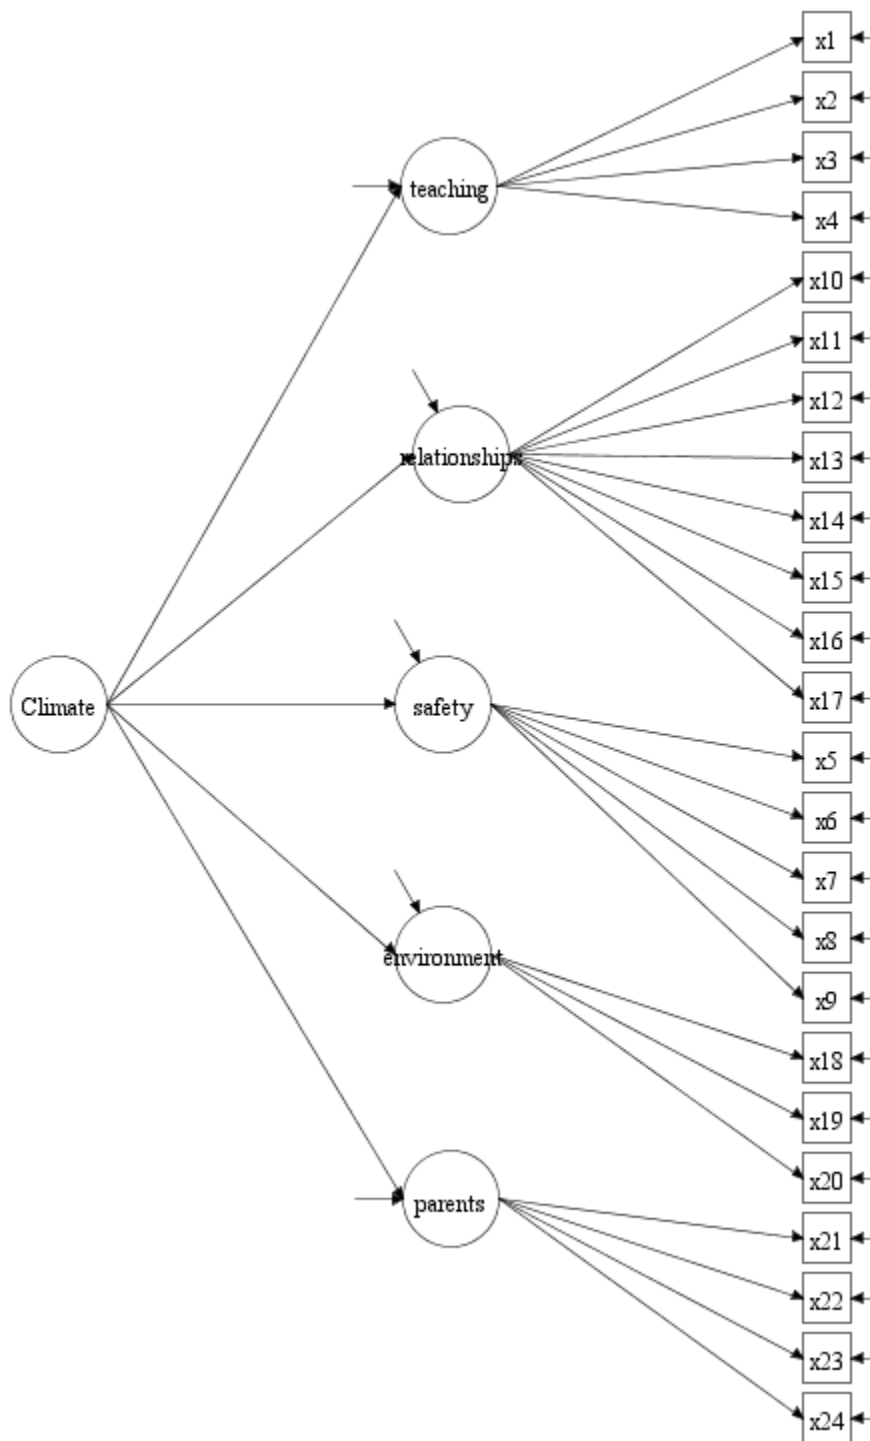 x1
x2
x3
teaching
x4
x10
x11
x12
relationships
x13
x14
x15
x16
x17
Climate
safety
x5
x6
x7
x8
environment
x9
x18
x19
x20
parents
x21
x22
x23
x24